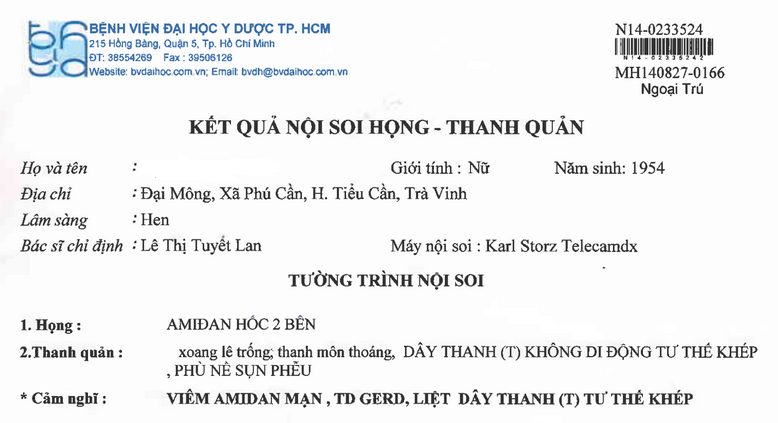 BỆNH VIỆN ĐẠI HỌC Y DƯỢC TP. HCM
215 Hồng Bàng, Quận 5, Tp. Hồ Chí Minh
ĐT: 38554269 Fax : 39506126
Website: bvdaihoc.com.vn; Email: bvdh@bvdaihoc.com.vn
N14-0233524
MH140827-0166
Ngoại Trú
KẾT QUẢ NỘI SOI HỌNG - THANH QUẢN
Họ và tên : Giới tính : Nữ Năm sinh: 1954
Địa chỉ : Đại Mông, Xã Phú Cần, H. Tiểu Cần, Trà Vinh
Lâm sàng : Hen
Bác sĩ chỉ định : Lê Thị Tuyết Lan Máy nội soi : Karl Storz Telecamdx
TƯỜNG TRÌNH NỘI SOI
1. Họng : AMIĐAN HỐC 2 BÊN
2.Thanh quản : xoang lê trống; thanh môn thoáng, DÂY THANH (T) KHÔNG DI ĐỘNG TƯ THẾ KHÉP
, PHÙ NỀ SỤN PHỄU
* Cảm nghĩ : VIÊM AMIDAN MẠN , TD GERD, LIỆT DÂY THANH (T) TƯ THẾ KHÉP